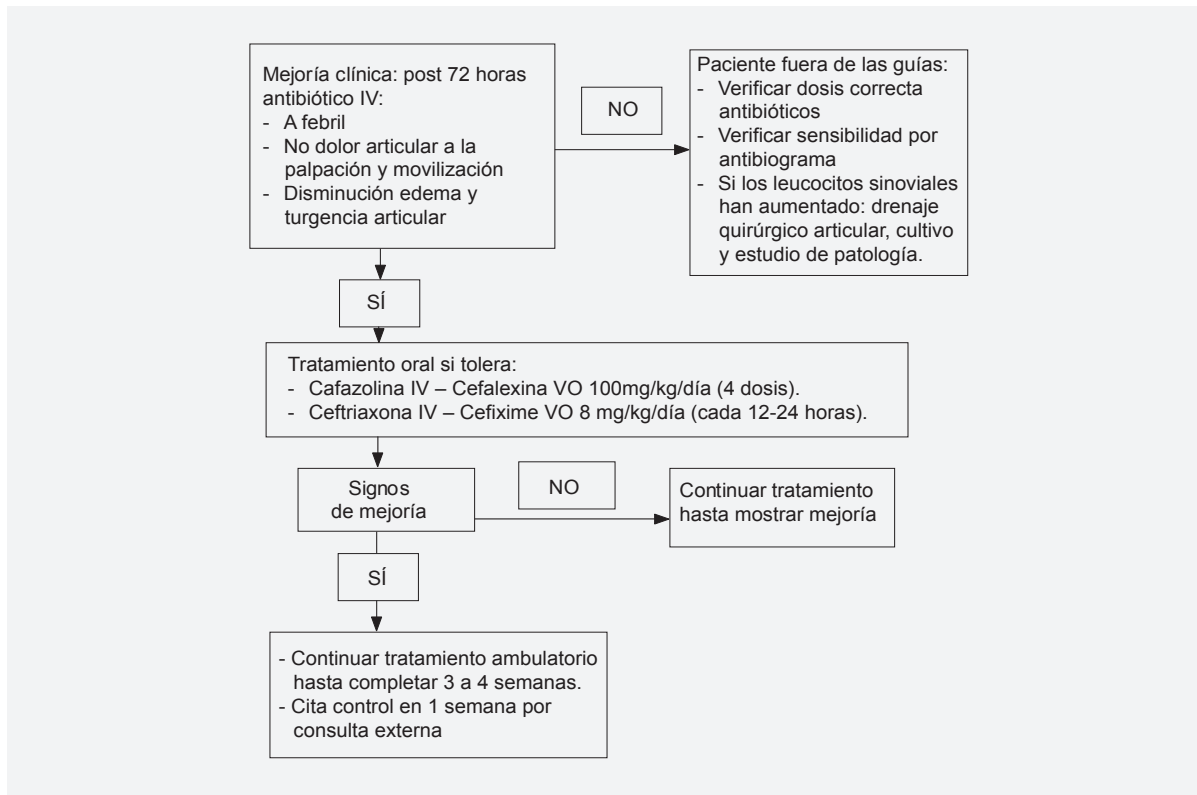 Mejoría clínica: post 72 horas
antibiótico IV:
- A febril
- No dolor articular a la
palpación y movilización
- Disminución edema y
turgencia articular
NO
Paciente fuera de las guías:
- Verificar dosis correcta
antibióticos
- Verificar sensibilidad por
antibiograma
- Si los leucocitos sinoviales
han aumentado: drenaje
quirúrgico articular, cultivo
y estudio de patología.
SÍ
Tratamiento oral si tolera:
- Cafazolina IV – Cefalexina VO 100mg/kg/día (4 dosis).
- Ceftriaxona IV – Cefixime VO 8 mg/kg/día (cada 12-24 horas).
Signos
de mejoría
NO
Continuar tratamiento
hasta mostrar mejoría
SÍ
- Continuar tratamiento ambulatorio
hasta completar 3 a 4 semanas.
- Cita control en 1 semana por
consulta externa